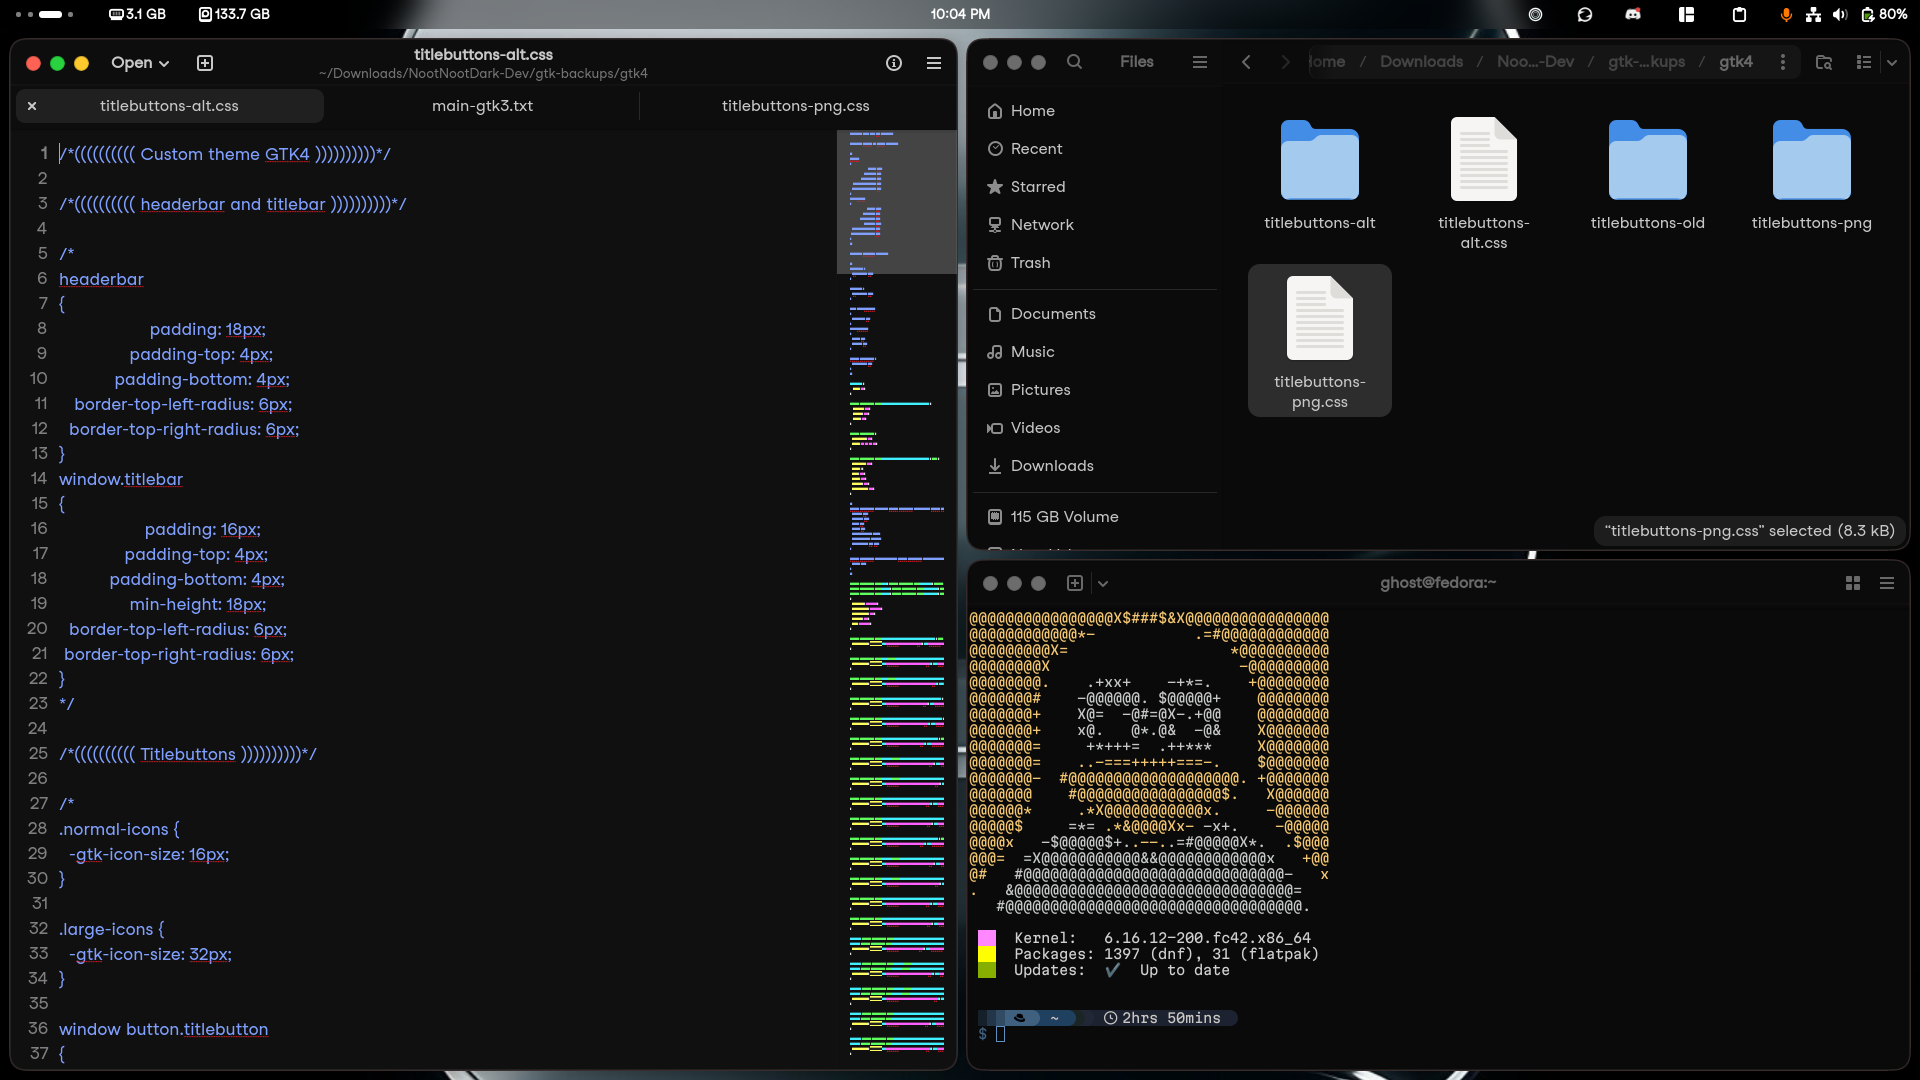 3.1 GB
133.7 GB
10:04 PM
80%
Open
titlebuttons-alt.css
~/Downloads/NootNootDark-Dev/gtk-backups/gtk4
titlebuttons-alt.css
main-gtk3.txt
titlebuttons-png.css
1 /*(((((((((( Custom theme GTK4 ))))))))))*/
2
3 /*(((((((((( headerbar and titlebar ))))))))))*/
4
5 /*
6 headerbar
7 {
8 padding: 18px;
9 padding-top: 4px;
10 padding-bottom: 4px;
11 border-top-left-radius: 6px;
12 border-top-right-radius: 6px;
13 }
14 window.titlebar
15 {
16 padding: 16px;
17 padding-top: 4px;
18 padding-bottom: 4px;
19 min-height: 18px;
20 border-top-left-radius: 6px;
21 border-top-right-radius: 6px;
22 }
23 */
24
25 /*(((((((((( Titlebuttons ))))))))))*/
26
27 /*
28 .normal-icons {
29 -gtk-icon-size: 16px;
30 }
31
32 .large-icons {
33 -gtk-icon-size: 32px;
34 }
35
36 window button.titlebutton
37 {
Files
Home / Downloads / Noo...-Dev / gtk-...kups / gtk4
Home
Recent
Starred
Network
Trash
Documents
Music
Pictures
Videos
Downloads
115 GB Volume
titlebuttons-alt
titlebuttons-
alt.css
titlebuttons-old
titlebuttons-png
titlebuttons-
png.css
"titlebuttons-png.css" selected (8.3 kB)
ghost@fedora:~
Kernel: 6.16.12-200.fc42.x86_64
Packages: 1397 (dnf), 31 (flatpak)
Updates: ✔ Up to date
~ 2hrs 50mins
$